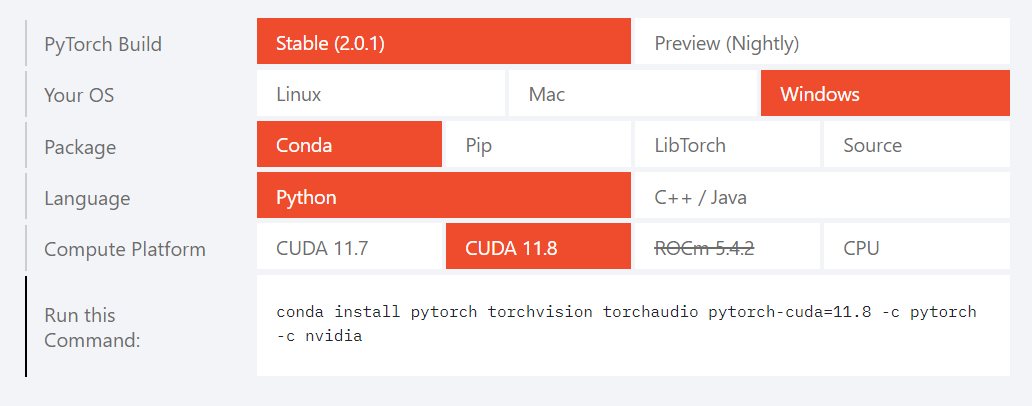 PyTorch Build Stable (2.0.1) Preview (Nightly)
Your OS Linux Mac Windows
Package Conda Pip LibTorch Source
Language Python C++ / Java
Compute Platform CUDA 11.7 CUDA 11.8 ROCm 5.4.2 CPU
Run this
Command:
conda install pytorch torchvision torchaudio pytorch-cuda=11.8 -c pytorch
-c nvidia